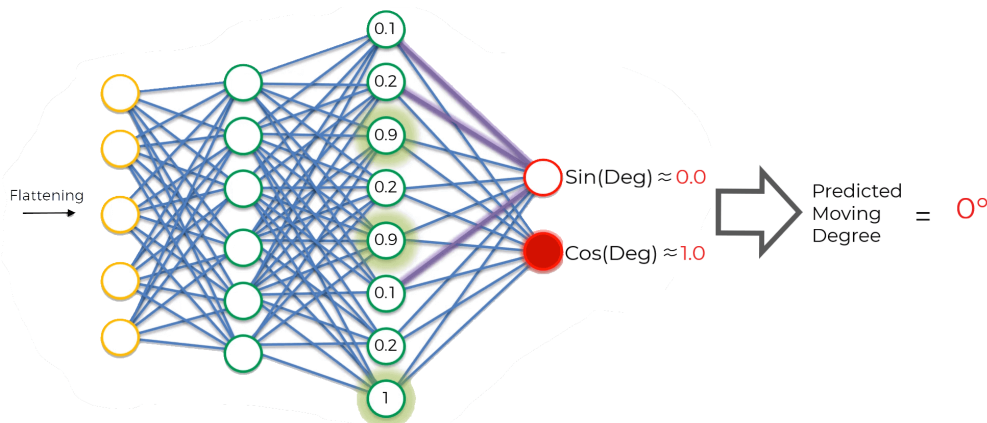 0.1
0.2
0.9
Sin(Deg) ≈ 0.0
Flattening
0.2
Predicted
Moving
Degree
= 0°
0.9
Cos(Deg) ≈ 1.0
0.1
0.2
1